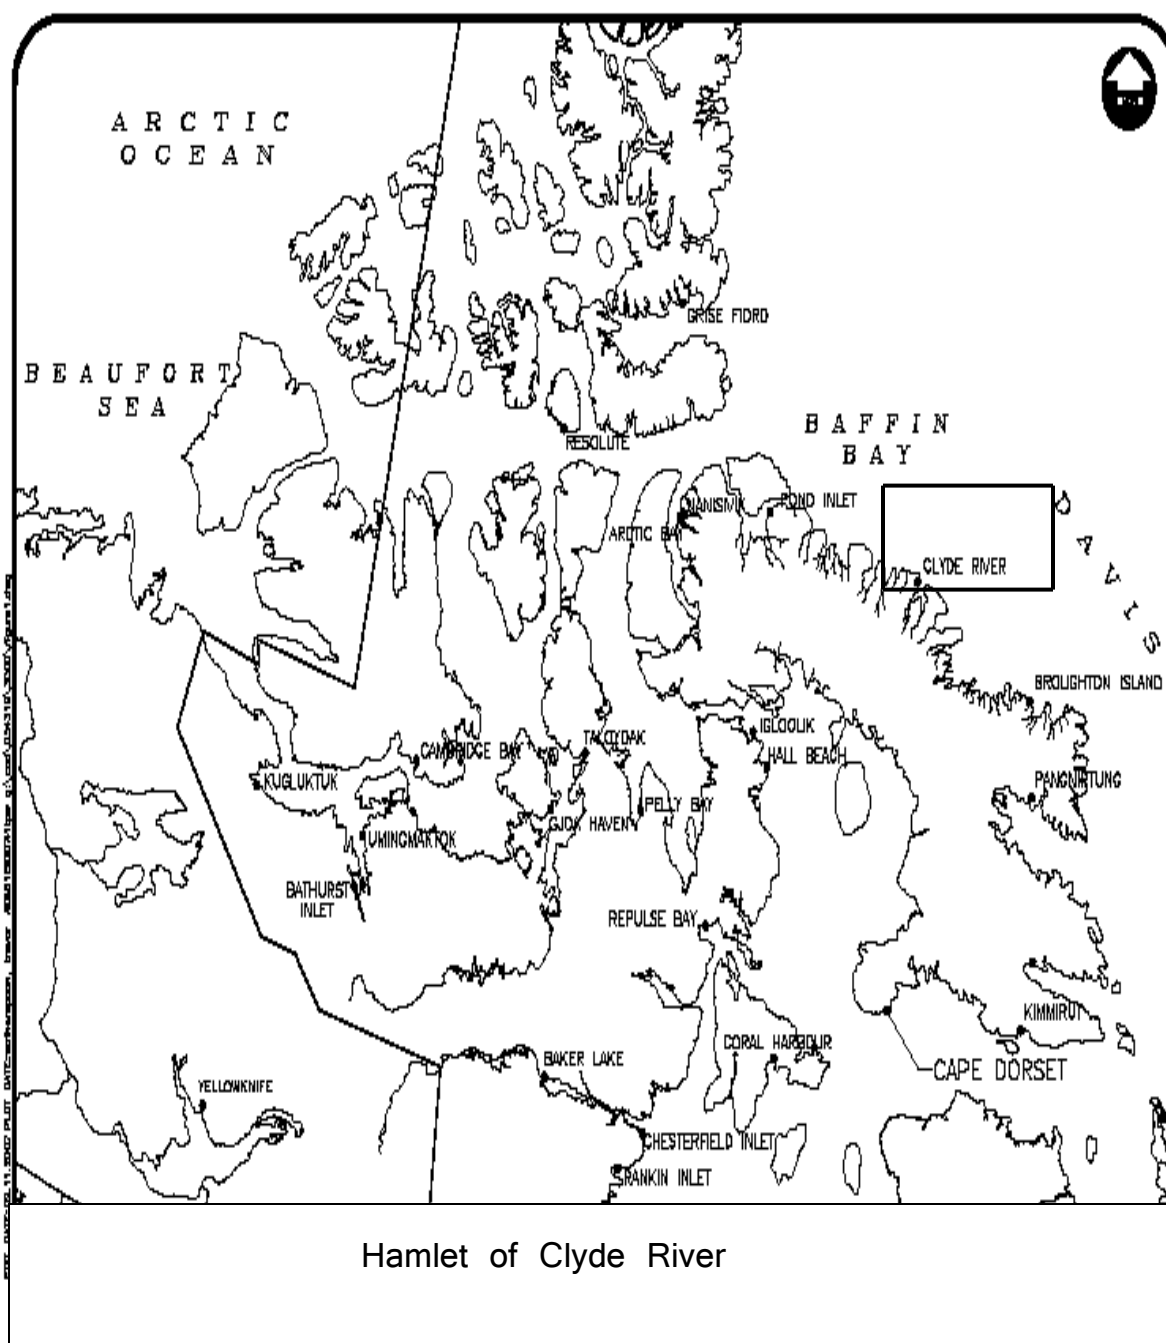 ARCTIC
OCEAN
BEAUFORT
SEA
GRISE FIORD
RESOLUTE
BAFFIN
BAY
NANISIVIK
POND INLET
ARCTIC BAY
CLYDE RIVER
DAVIS
BROUGHTON ISLAND
IGLOOLIK
HALL BEACH
TALOYOAK
CAMBRIDGE BAY
KUGLUKTUK
PANGNIRTUNG
PELLY BAY
GJOA HAVEN
UMINGMAKTOK
BATHURST
INLET
REPULSE BAY
KIMMIRUT
CORAL HARBOUR
BAKER LAKE
CAPE DORSET
YELLOWKNIFE
CHESTERFIELD INLET
RANKIN INLET
Hamlet of Clyde River